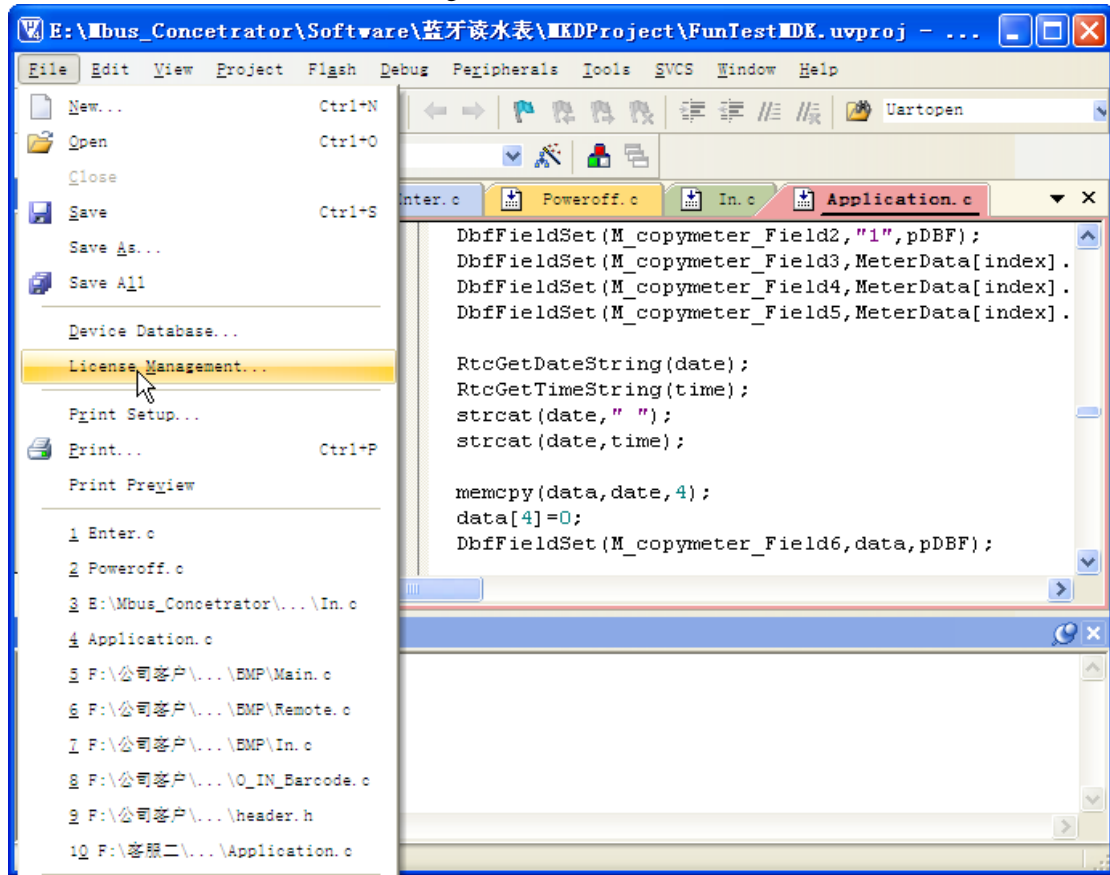 E:\Mbus_Concetrator\Software\蓝牙读水表\MKDProject\FunTestMDK.uvproj - ...
File Edit View Project Flash Debug Peripherals Tools SVCS Window Help
New... Ctrl+N
Uartopen
Open Ctrl+O
Close
Save Ctrl+S
Save As...
Save All
Device Database...
License Management...
Print Setup...
Print... Ctrl+P
Print Preview
1 Enter.c
2 Poweroff.c
3 E:\Mbus_Concetrator\...\In.c
4 Application.c
5 F:\公司客户\...\BMP\Main.c
6 F:\公司客户\...\BMP\Remote.c
7 F:\公司客户\...\BMP\In.c
8 F:\公司客户\...\O_IN_Barcode.c
9 F:\公司客户\...\header.h
10 F:\客服二\...\Application.c
Enter.c Poweroff.c In.c Application.c
DbfFieldSet(M_copymeter_Field2,"1",pDBF);
DbfFieldSet(M_copymeter_Field3,MeterData[index].
DbfFieldSet(M_copymeter_Field4,MeterData[index].
DbfFieldSet(M_copymeter_Field5,MeterData[index].
RtcGetDateString(date);
RtcGetTimeString(time);
strcat(date," ");
strcat(date,time);
memcpy(data,date,4);
data[4]=0;
DbfFieldSet(M_copymeter_Field6,data,pDBF);